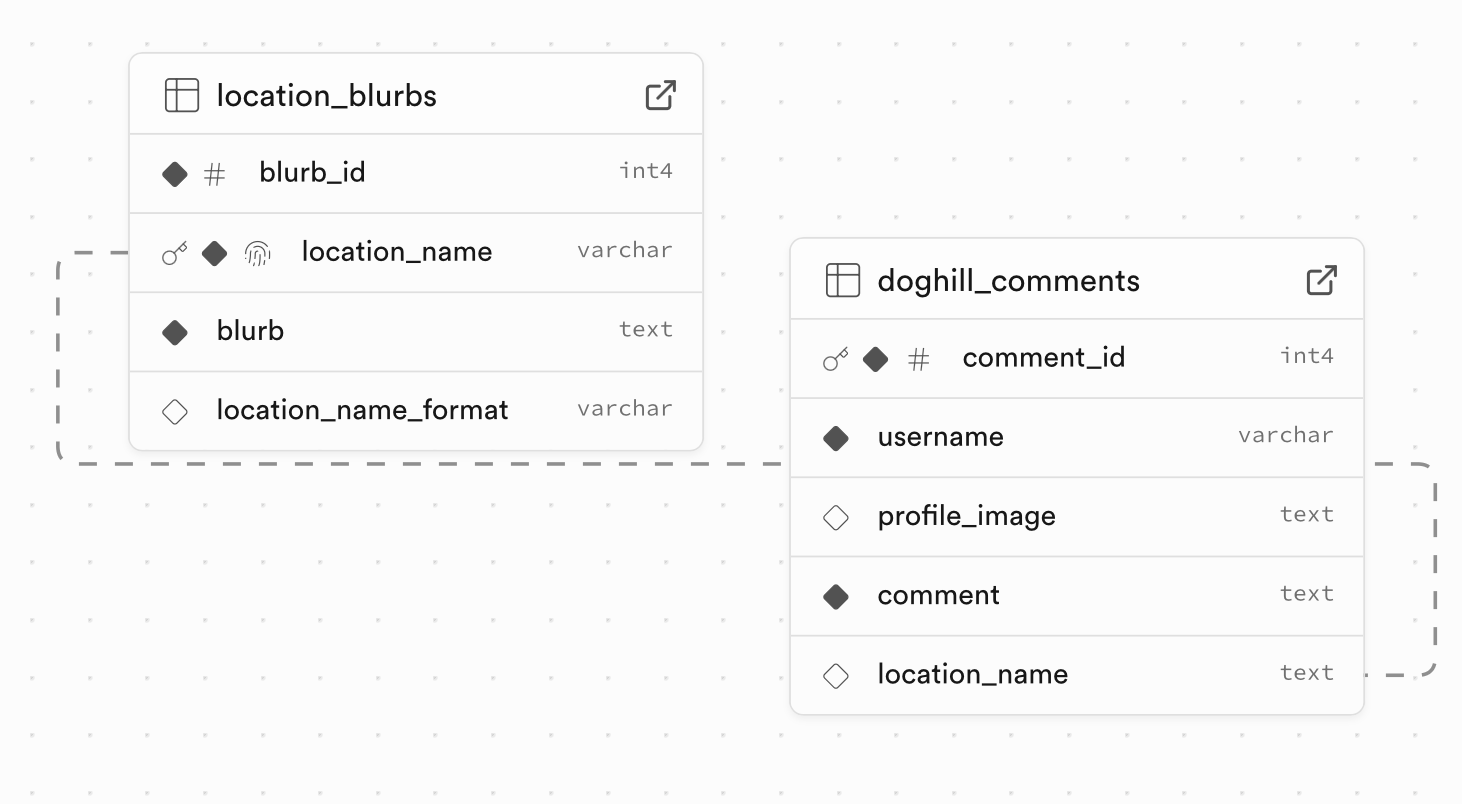 location_blurbs
# blurb_id int4
location_name varchar
blurb text
location_name_format varchar
doghill_comments
# comment_id int4
username varchar
profile_image text
comment text
location_name text